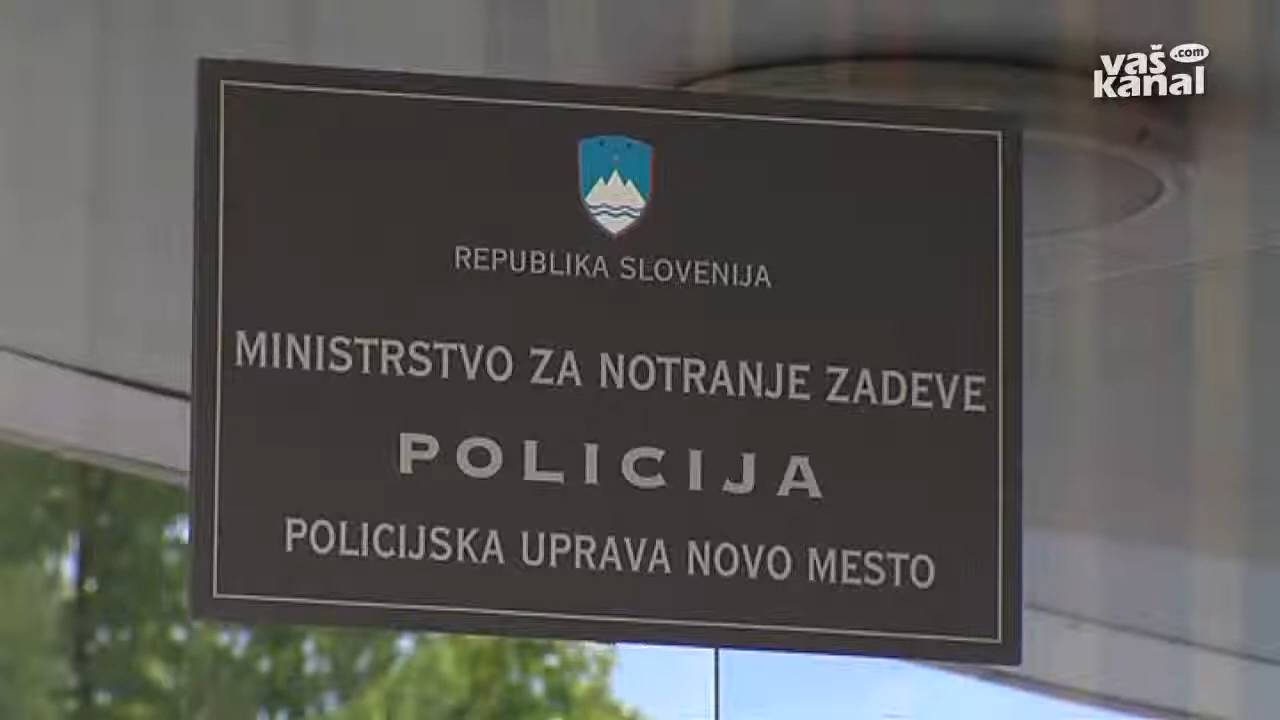 vaš
.com
kanal
REPUBLIKA SLOVENIJA
MINISTRSTVO ZA NOTRANJE ZADEVE
POLICIJA
POLICIJSKA UPRAVA NOVO MESTO